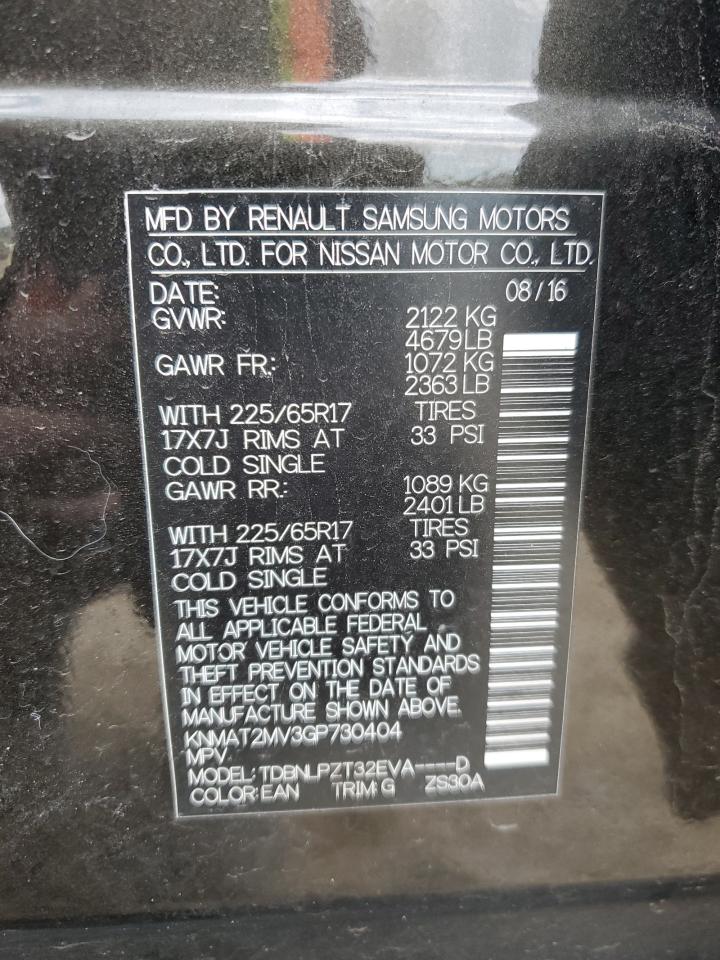 MFD BY RENAULT SAMSUNG MOTORS
CO., LTD. FOR NISSAN MOTOR CO., LTD.
DATE: 08/16
GVWR: 2122 KG
4679 LB
GAWR FR.: 1072 KG
2363 LB
WITH 225/65R17 TIRES
17X7J RIMS AT 33 PSI
COLD SINGLE
GAWR RR.: 1089 KG
2401 LB
WITH 225/65R17 TIRES
17X7J RIMS AT 33 PSI
COLD SINGLE
THIS VEHICLE CONFORMS TO
ALL APPLICABLE FEDERAL
MOTOR VEHICLE SAFETY AND
THEFT PREVENTION STANDARDS
IN EFFECT ON THE DATE OF
MANUFACTURE SHOWN ABOVE.
KNMAT2MV3GP730404
MPV
MODEL: TDBNLPZT32EVA----D
COLOR: EAN TRIM: G ZS30A